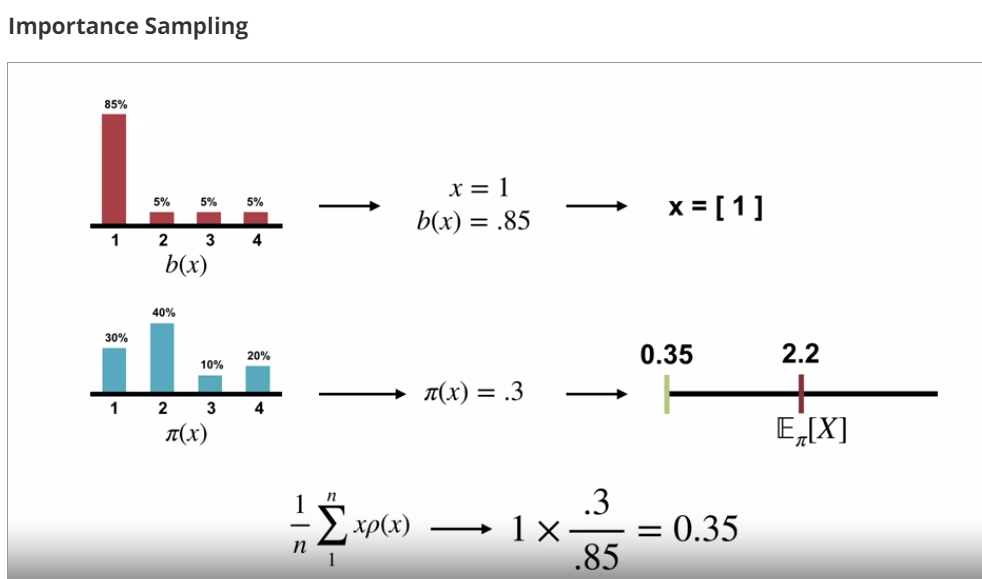 Importance Sampling
85%
5% 5% 5%
1 2 3 4
b(x)
x = 1
b(x) = .85
x = [ 1 ]
30% 40% 10% 20%
1 2 3 4
π(x)
π(x) = .3
0.35 2.2
𝔼π[X]
1/n ∑ n 1 xρ(x) 1 × .3/.85 = 0.35